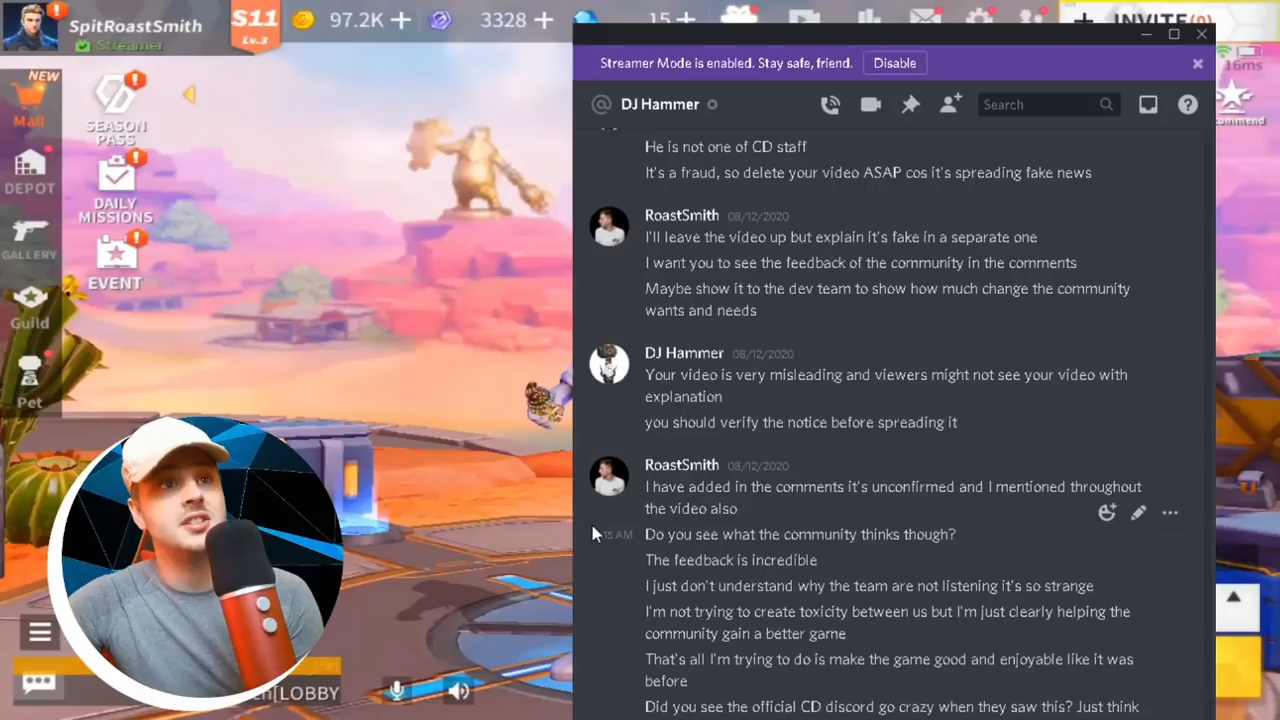 SpitRoastSmith
Streamer
S11
Lv.3
97.2K
3328
15
INVITE(0)
16ms
NEW
Mall
DEPOT
GALLERY
Guild
Pet
SEASON
PASS
DAILY
MISSIONS
EVENT
[LOBBY
Streamer Mode is enabled. Stay safe, friend.
Disable
@ DJ Hammer
Search
He is not one of CD staff
It's a fraud, so delete your video ASAP cos it's spreading fake news
RoastSmith 08/12/2020
I'll leave the video up but explain it's fake in a separate one
I want you to see the feedback of the community in the comments
Maybe show it to the dev team to show how much change the community
wants and needs
DJ Hammer 08/12/2020
Your video is very misleading and viewers might not see your video with
explanation
you should verify the notice before spreading it
RoastSmith 08/12/2020
I have added in the comments it's unconfirmed and I mentioned throughout
the video also
15 AM Do you see what the community thinks though?
The feedback is incredible
I just don't understand why the team are not listening it's so strange
I'm not trying to create toxicity between us but I'm just clearly helping the
community gain a better game
That's all I'm trying to do is make the game good and enjoyable like it was
before
Did you see the official CD discord go crazy when they saw this? Just think